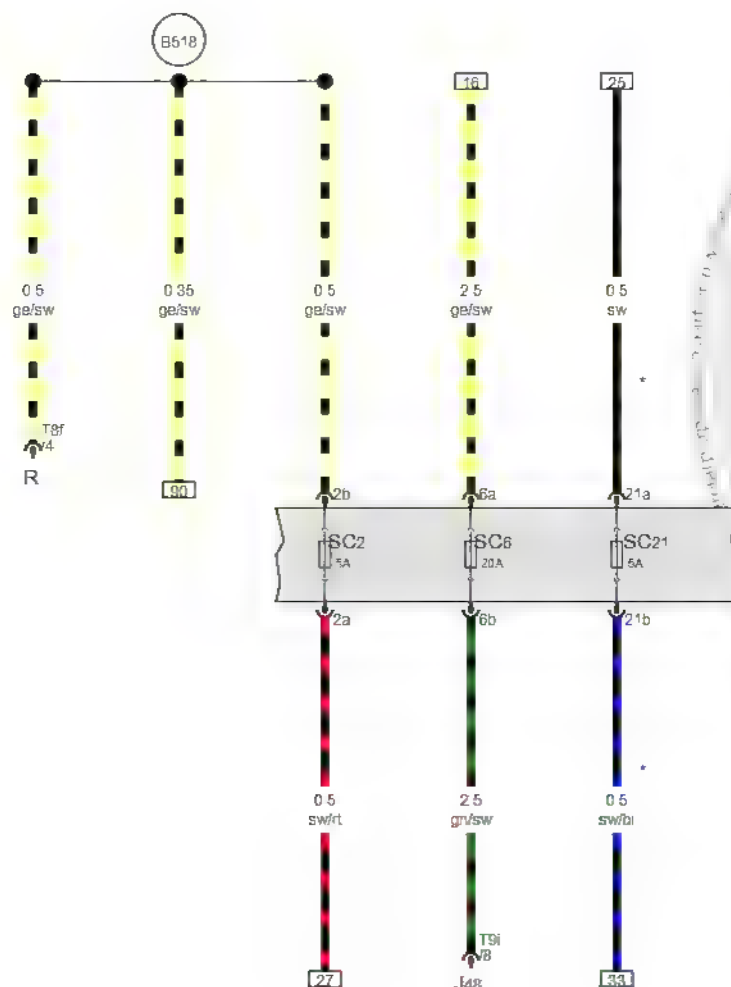 B518
16
25
0.5
ge/sw
0.35
ge/sw
0.5
ge/sw
2.5
ge/sw
0.5
sw
*
T8f
/4
R
90
2b
6a
21a
SC2
5A
SC6
20A
SC21
5A
2a
6b
21b
*
0.5
sw/rt
2.5
gn/sw
0.5
sw/bl
T9i
/8
27
33